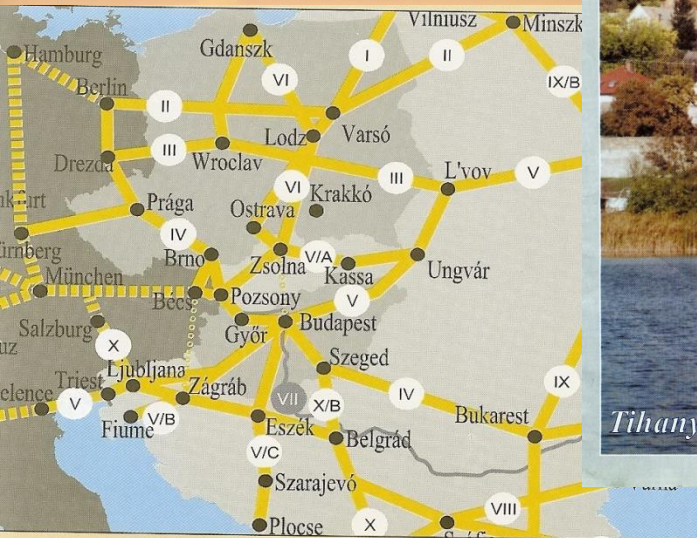 Vilniusz
Minszk
Gdanszk
I
Hamburg
VI
II
IX/B
Berlin
II
Lodz
Varsó
III
Wroclav
Drezda
L'vov
V
III
VI
Krakkó
Prága
Ostrava
IV
Brno
Zsolna
V/A
Kassa
Ungvár
München
Bécs
Pozsony
V
Győr
Budapest
Salzburg
X
Szeged
Ljubljana
IX
Triest
Zágráb
VII
X/B
IV
V
V/B
Bukarest
Fiume
Eszék
Belgrád
Tihany
V/C
Szarajevó
VIII
Plocse
X